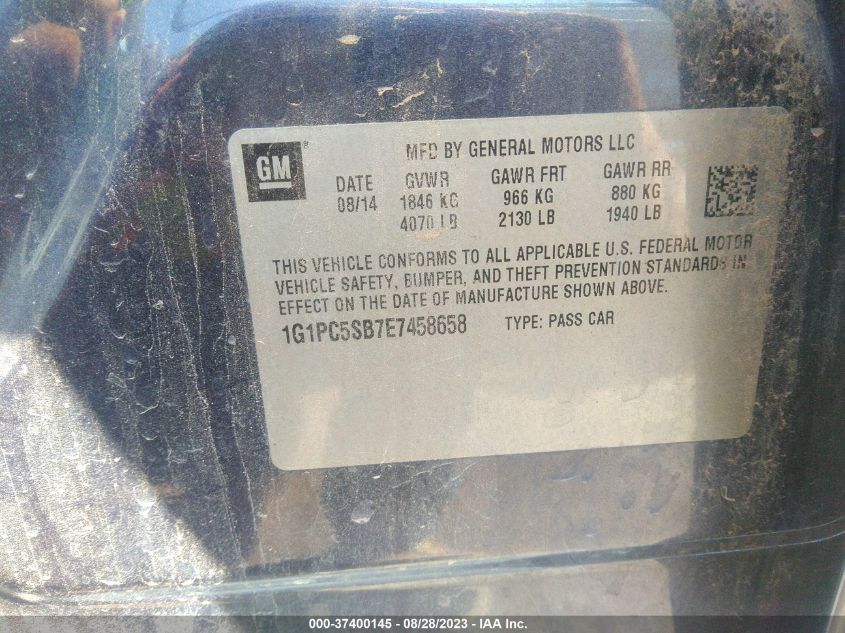 GM
MFD BY GENERAL MOTORS LLC
DATE GVWR GAWR FRT GAWR RR
08/14 1846 KG 966 KG 880 KG
4070 LB 2130 LB 1940 LB
THIS VEHICLE CONFORMS TO ALL APPLICABLE U.S. FEDERAL MOTOR
VEHICLE SAFETY, BUMPER, AND THEFT PREVENTION STANDARDS IN
EFFECT ON THE DATE OF MANUFACTURE SHOWN ABOVE.
1G1PC5SB7E7458658 TYPE: PASS CAR
000-37400145 - 08/28/2023 - IAA Inc.